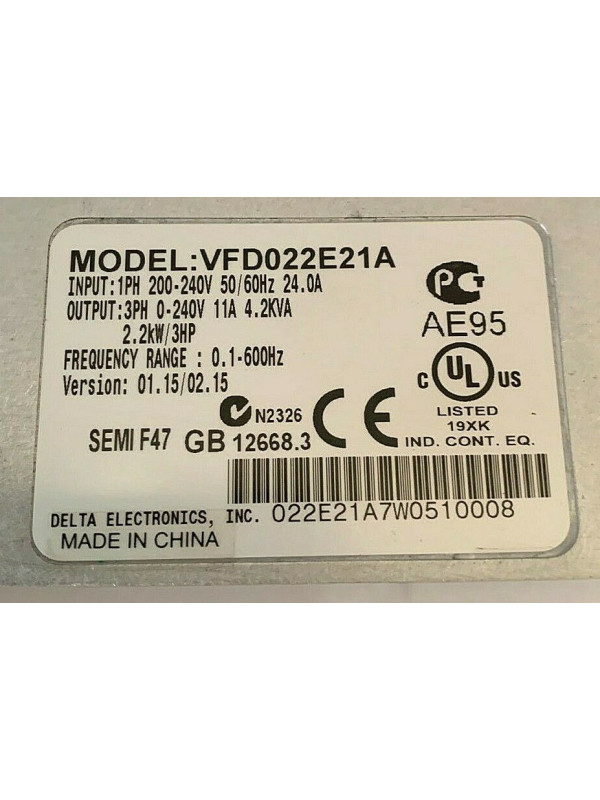 MODEL:VFD022E21A
INPUT:1PH 200-240V 50/60Hz 24.0A
OUTPUT:3PH 0-240V 11A 4.2KVA
2.2kW/3HP
FREQUENCY RANGE : 0.1-600Hz
Version: 01.15/02.15
PCT
AE95
C UL US
LISTED
19XK
IND. CONT. EQ.
N2326
SEMI F47 GB 12668.3 CE
022E21A7W0510008
DELTA ELECTRONICS, INC.
MADE IN CHINA